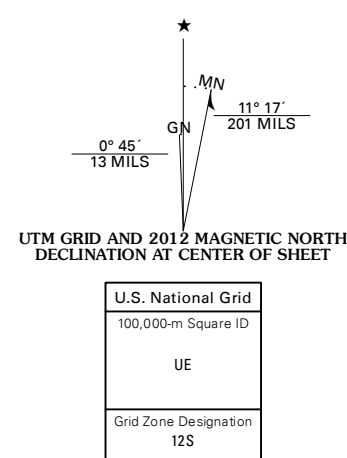 ★
MN
GN
11° 17´
201 MILS
0° 45´
13 MILS
UTM GRID AND 2012 MAGNETIC NORTH
DECLINATION AT CENTER OF SHEET
U.S. National Grid
100,000-m Square ID
UE
Grid Zone Designation
12S